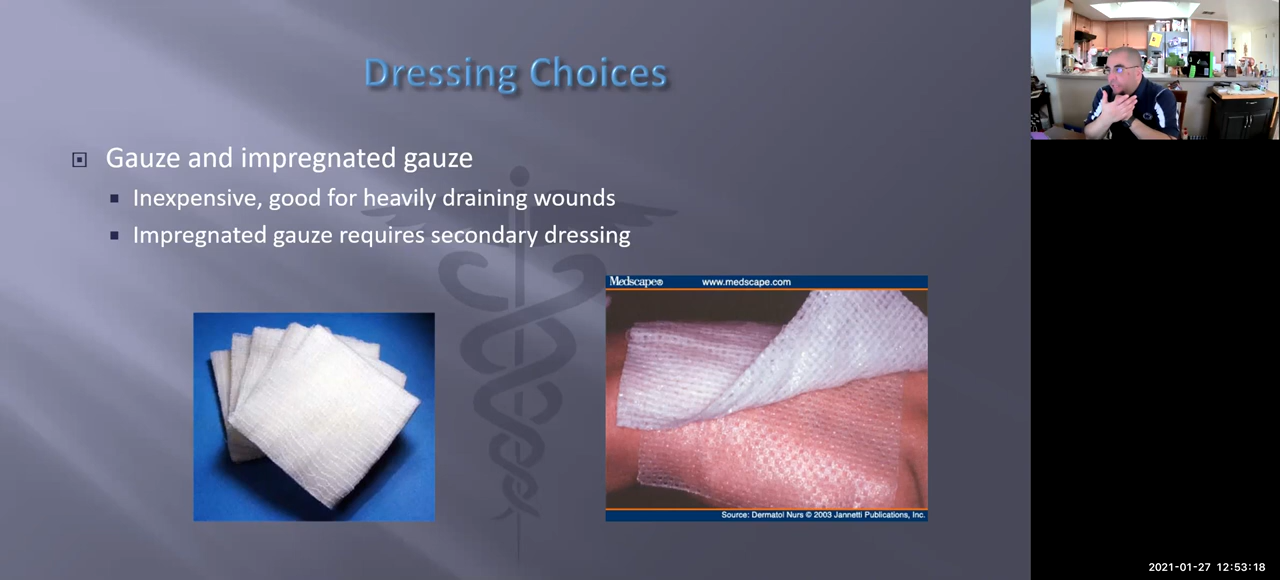 Dressing Choices
Gauze and impregnated gauze
Inexpensive, good for heavily draining wounds
Impregnated gauze requires secondary dressing
Medscape® www.medscape.com
Source: Dermatol Nurs © 2003 Jannetti Publications, Inc.
2021-01-27 12:53:18